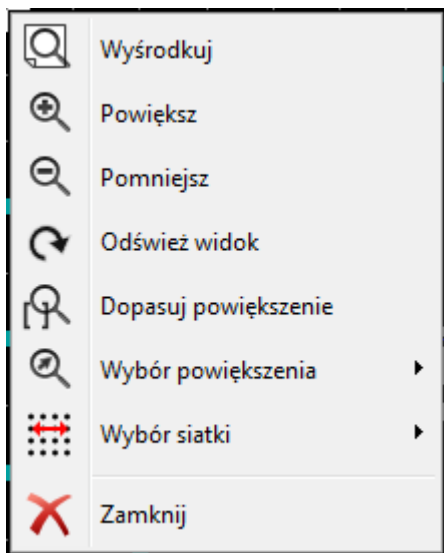 Wyśrodkuj
Powiększ
Pomniejsz
Odśwież widok
Dopasuj powiększenie
Wybór powiększenia
Wybór siatki
Zamknij